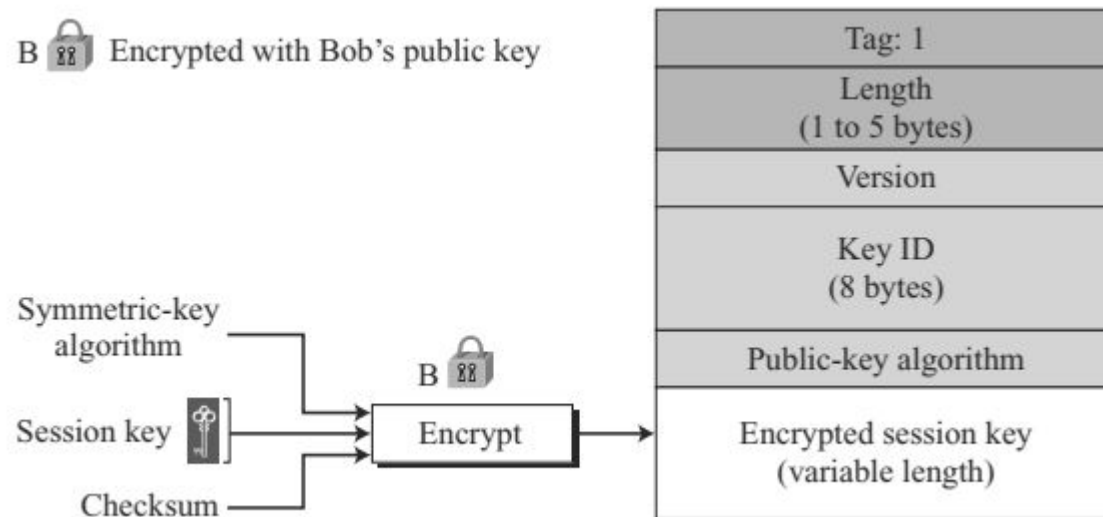 B Encrypted with Bob’s public key
Tag: 1
Length
(1 to 5 bytes)
Version
Key ID
(8 bytes)
Symmetric-key
algorithm
B
Public-key algorithm
Session key
Encrypt
Encrypted session key
(variable length)
Checksum